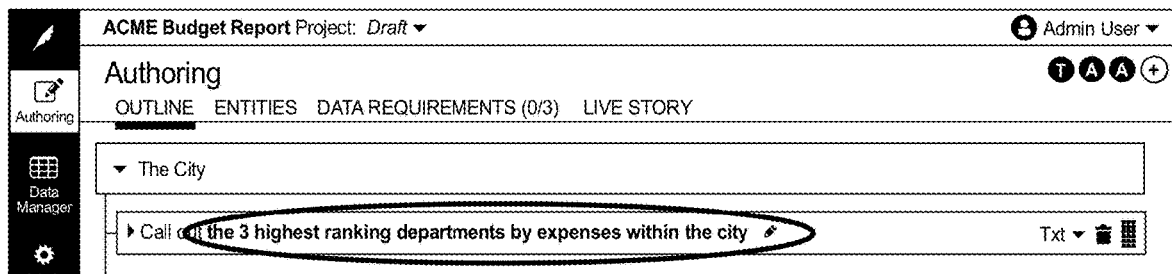 ACME Budget Report Project: Draft
Admin User
Authoring
T A A +
Authoring
OUTLINE ENTITIES DATA REQUIREMENTS (0/3) LIVE STORY
The City
Data
Manager
Call out the 3 highest ranking departments by expenses within the city
Txt